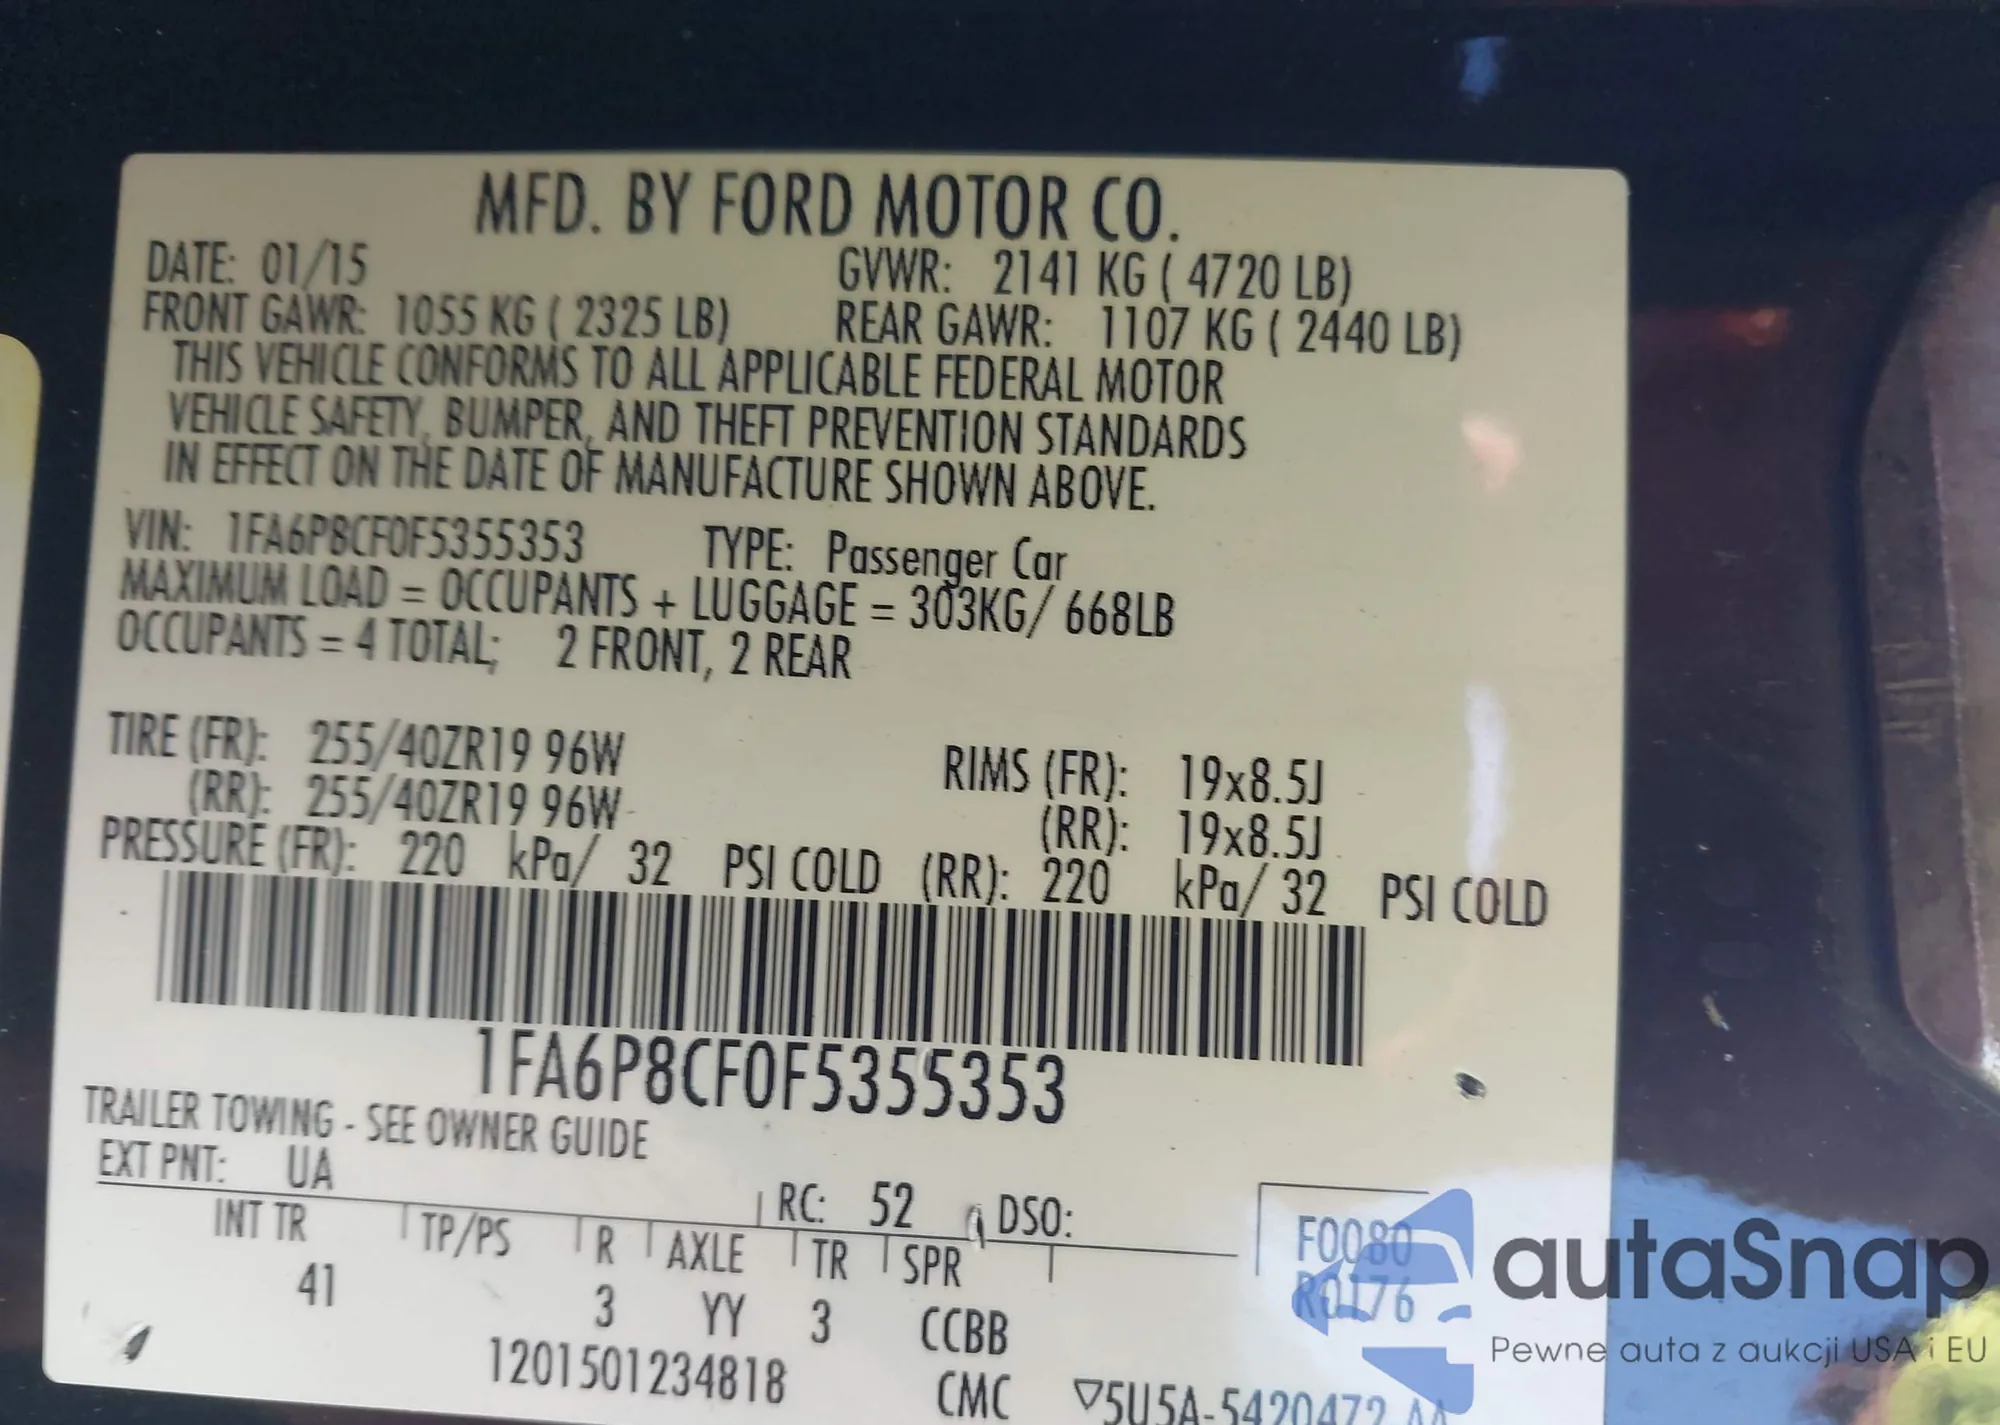 MFD. BY FORD MOTOR CO.
DATE: 01/15 GVWR: 2141 KG ( 4720 LB)
FRONT GAWR: 1055 KG ( 2325 LB) REAR GAWR: 1107 KG ( 2440 LB)
THIS VEHICLE CONFORMS TO ALL APPLICABLE FEDERAL MOTOR
VEHICLE SAFETY, BUMPER, AND THEFT PREVENTION STANDARDS
IN EFFECT ON THE DATE OF MANUFACTURE SHOWN ABOVE.
VIN: 1FA6P8CF0F5355353 TYPE: Passenger Car
MAXIMUM LOAD = OCCUPANTS + LUGGAGE = 303KG/ 668LB
OCCUPANTS = 4 TOTAL; 2 FRONT, 2 REAR
TIRE (FR): 255/40ZR19 96W RIMS (FR): 19x8.5J
(RR): 255/40ZR19 96W (RR): 19x8.5J
PRESSURE (FR): 220 kPa/ 32 PSI COLD (RR): 220 kPa/ 32 PSI COLD
1FA6P8CF0F5355353
TRAILER TOWING - SEE OWNER GUIDE
EXT PNT: UA RC: 52 DSO:
INT TR TP/PS R AXLE TR SPR F0080
41 3 YY 3 CCBB R0176
1201501234818 CMC ▽5U5A-5420472-AA
autaSnap
Pewne auta z aukcji USA i EU